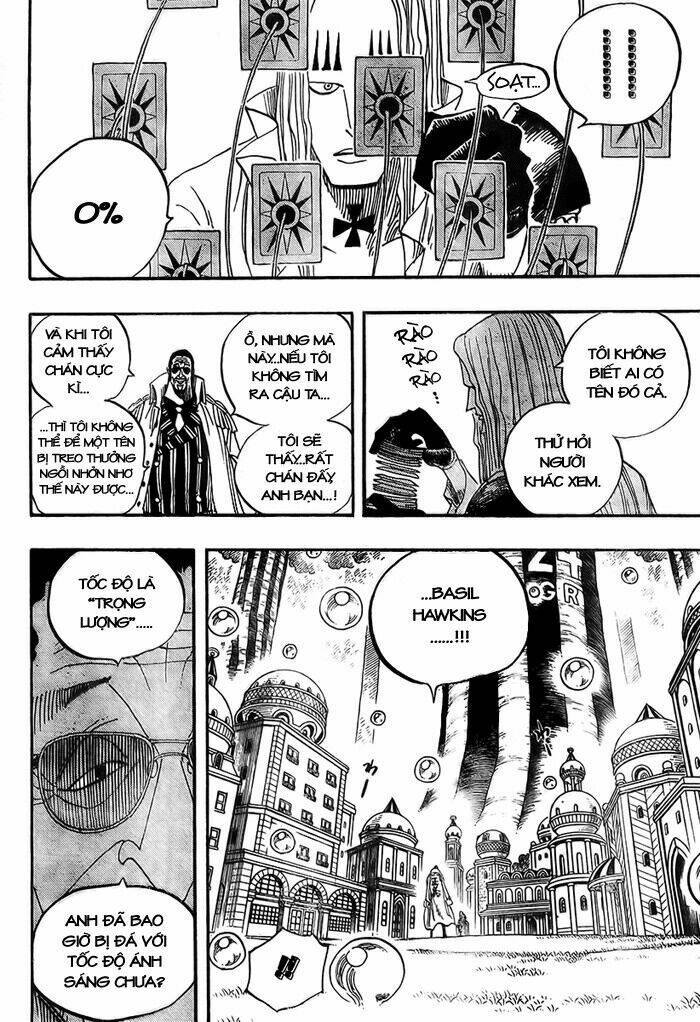 !!
SOẠT...
0%
TÔI KHÔNG
BIẾT AI CÓ
TÊN ĐÓ CẢ.
THỬ HỎI
NGƯỜI
KHÁC XEM.
RÀO
RÀO
RÀO
...
Ồ, NHƯNG MÀ
NÀY..NẾU TÔI
KHÔNG TÌM
RA CẬU TA...
TÔI SẼ
THẤY...RẤT
CHÁN ĐẤY,
ANH BẠN...!
VÀ KHI TÔI
CẢM THẤY
CHÁN CỰC
KÌ...
...THÌ TÔI KHÔNG
THỂ ĐỂ MỘT TÊN
BỊ TREO THƯỞNG
NGỒI NHỞN NHƠ
THẾ NÀY ĐƯỢC...
...BASIL
HAWKINS
......!!!
GR
!!
TỐC ĐỘ LÀ
"TRỌNG
LƯỢNG".....
ANH ĐÃ BAO
GIỜ BỊ ĐÁ VỚI
TỐC ĐỘ ÁNH
SÁNG CHƯA?